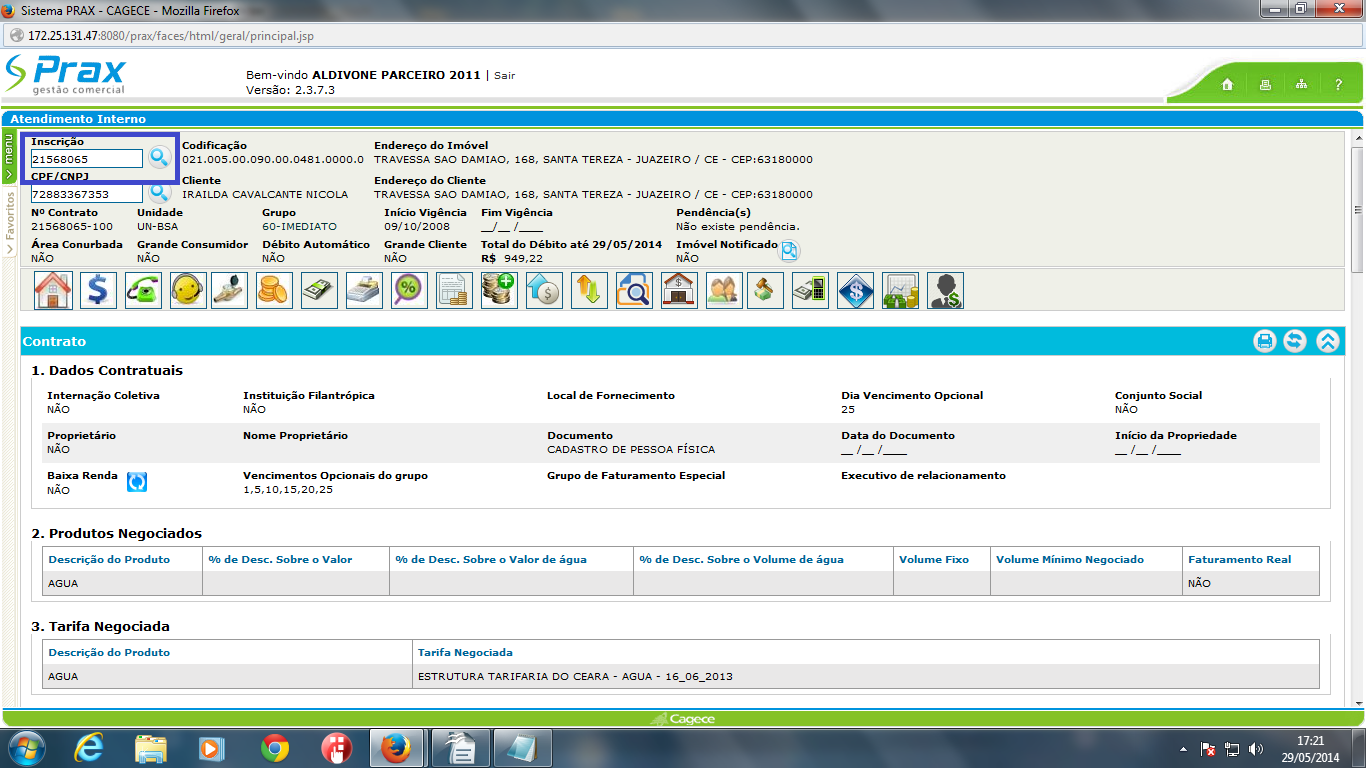 Sistema PRAX - CAGECE - Mozilla Firefox
172.25.131.47:8080/prax/faces/html/geral/principal.jsp
Prax
gestão comercial
Bem-vindo ALDIVONE PARCEIRO 2011 | Sair
Versão: 2.3.7.3
?
Atendimento Interno
menu
Favoritos
Inscrição Codificação Endereço do Imóvel
21568065 021.005.00.090.00.0481.0000.0 TRAVESSA SAO DAMIAO, 168, SANTA TEREZA - JUAZEIRO / CE - CEP:63180000
CPF/CNPJ Cliente Endereço do Cliente
72883367353 IRAILDA CAVALCANTE NICOLA TRAVESSA SAO DAMIAO, 168, SANTA TEREZA - JUAZEIRO / CE - CEP:63180000
Nº Contrato Unidade Grupo Início Vigência Fim Vigência Pendência(s)
21568065-100 UN-BSA 60-IMEDIATO 09/10/2008 __/__ /____ Não existe pendência.
Área Conurbada Grande Consumidor Débito Automático Grande Cliente Total do Débito até 29/05/2014 Imóvel Notificado
NÃO NÃO NÃO NÃO R$ 949,22 NÃO
Contrato
1. Dados Contratuais
Internação Coletiva Instituição Filantrópica Local de Fornecimento Dia Vencimento Opcional Conjunto Social
NÃO NÃO 25 NÃO
Proprietário Nome Proprietário Documento Data do Documento Início da Propriedade
NÃO CADASTRO DE PESSOA FÍSICA __ /__ /____ __ /__ /____
Baixa Renda Vencimentos Opcionais do grupo Grupo de Faturamento Especial Executivo de relacionamento
NÃO 1,5,10,15,20,25
2. Produtos Negociados
Descrição do Produto % de Desc. Sobre o Valor % de Desc. Sobre o Valor de água % de Desc. Sobre o Volume de água Volume Fixo Volume Mínimo Negociado Faturamento Real
AGUA NÃO
3. Tarifa Negociada
Descrição do Produto Tarifa Negociada
AGUA ESTRUTURA TARIFARIA DO CEARA - AGUA - 16_06_2013
Cagece
17:21
29/05/2014